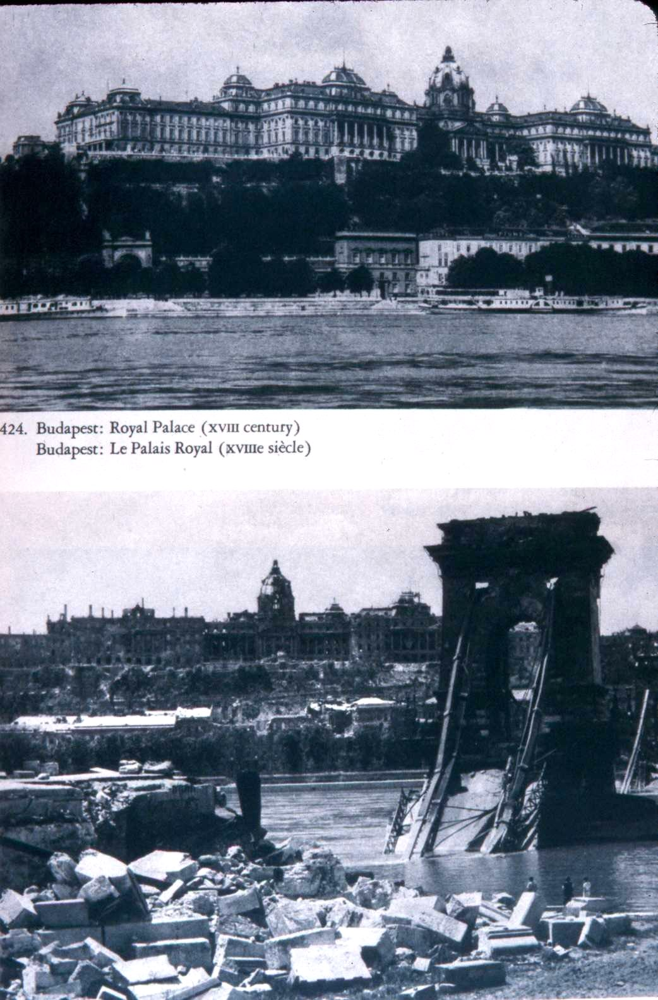 424. Budapest: Royal Palace (XVIII century)
Budapest: Le Palais Royal (XVIIIe siècle)